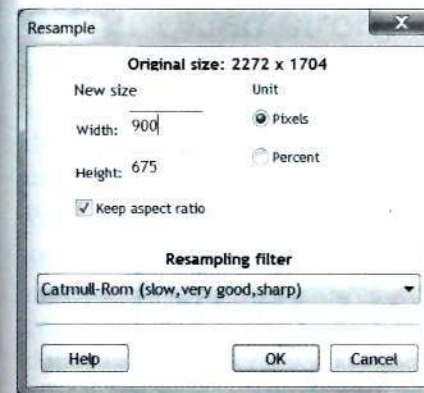 Resample
Original size: 2272 x 1704
New size
Unit
Width: 900
Pixels
Height: 675
Percent
Keep aspect ratio
Resampling filter
Catmull-Rom (slow,very good,sharp)
Help
OK
Cancel